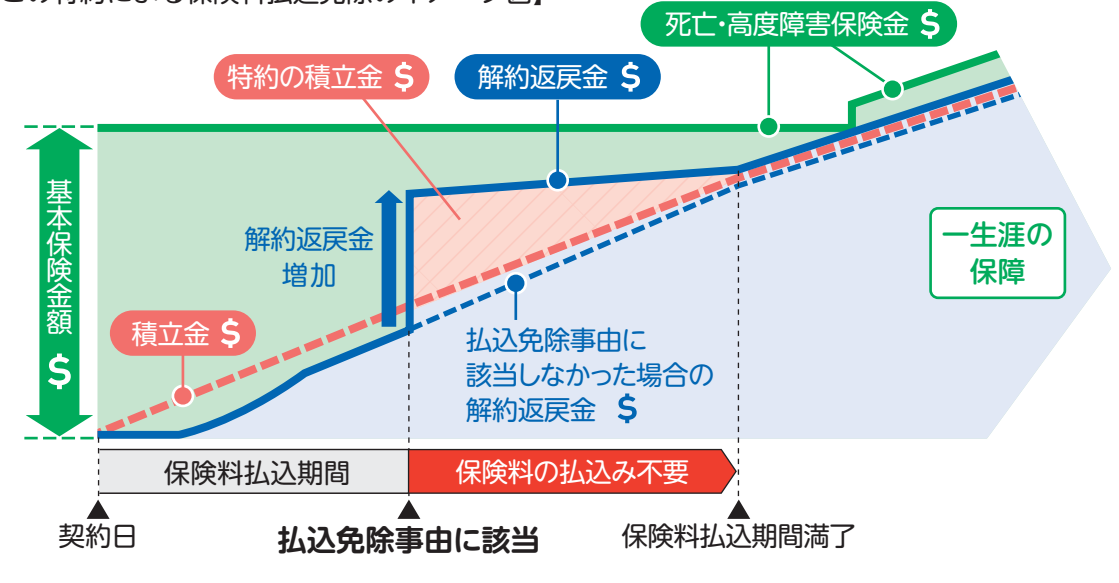 死亡・高度障害保険金 $
特約の積立金 $
解約返戻金 $
基本保険金額 $
解約返戻金
増加
一生涯の
保障
積立金 $
払込免除事由に
該当しなかった場合の
解約返戻金 $
保険料払込期間
保険料の払込み不要
契約日
払込免除事由に該当
保険料払込期間満了